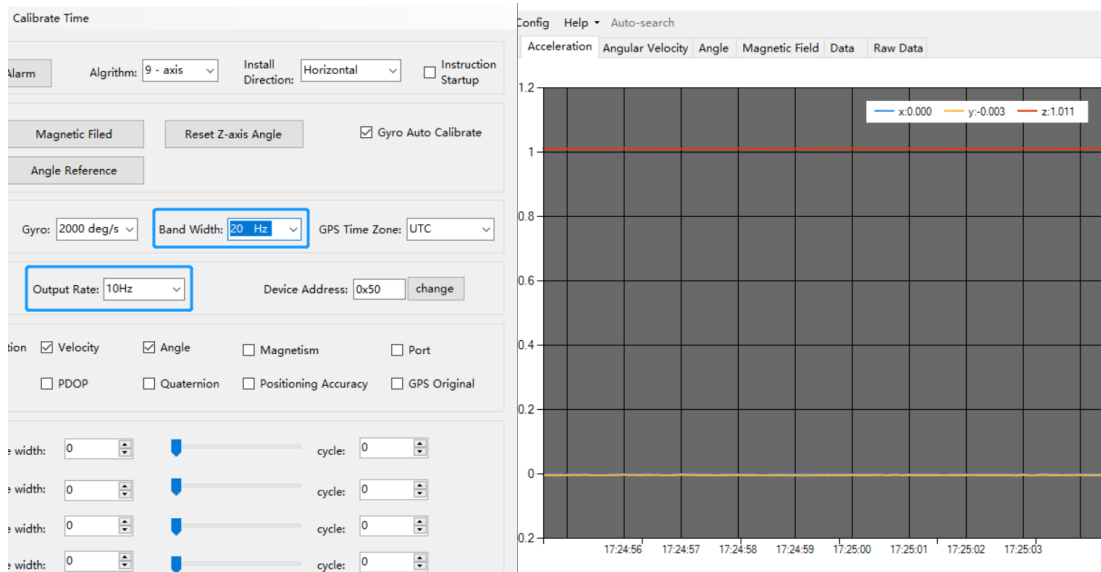 Calibrate Time
Alarm Algrithm: 9 - axis Install Direction: Horizontal Instruction Startup
Magnetic Filed Reset Z-axis Angle Gyro Auto Calibrate
Angle Reference
Gyro: 2000 deg/s Band Width: 20 Hz GPS Time Zone: UTC
Output Rate: 10Hz Device Address: 0x50 change
tion Velocity Angle Magnetism Port
PDOP Quaternion Positioning Accuracy GPS Original
e width: 0 cycle: 0
e width: 0 cycle: 0
e width: 0 cycle: 0
e width: 0 cycle: 0
Config Help Auto-search
Acceleration Angular Velocity Angle Magnetic Field Data Raw Data
x:0.000 y:-0.003 z:1.011
1.2
1
0.8
0.6
0.4
0.2
0
0.2
17:24:56 17:24:57 17:24:58 17:24:59 17:25:00 17:25:01 17:25:02 17:25:03